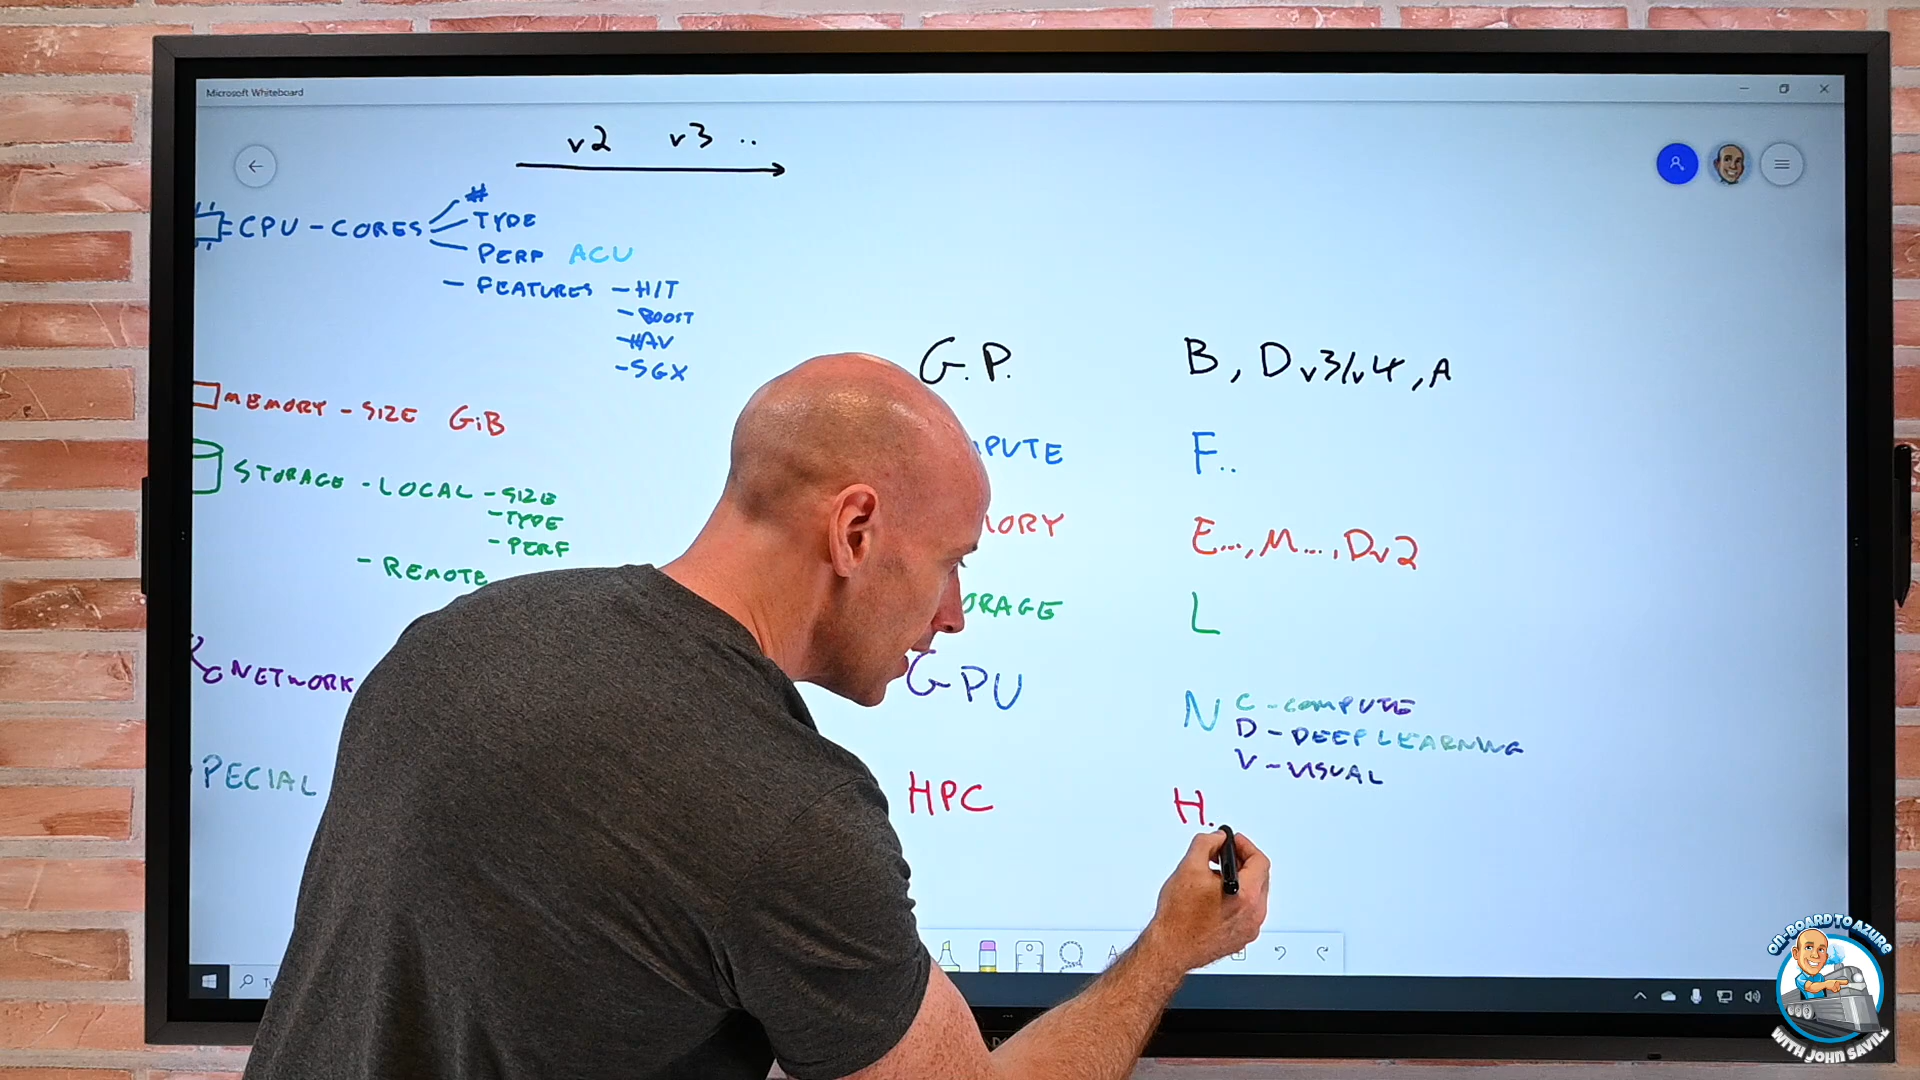 Microsoft Whiteboard
v2 v3 ..
#
CPU - CORES
TYPE
PERF ACU
- FEATURES - H/T
- BOOST
- HAV
- SGX
MEMORY - SIZE GiB
STORAGE - LOCAL - SIZE
- TYPE
- PERF
- REMOTE
NETWORK
PECIAL
G.P. B, Dv3/v4, A
PUTE F..
ORY E..., M..., Dv2
ORAGE L
GPU N C - COMPUTE
D - DEEP LEARNING
V - VISUAL
HPC H.
ON-BOARD TO AZURE
WITH JOHN SAVILL